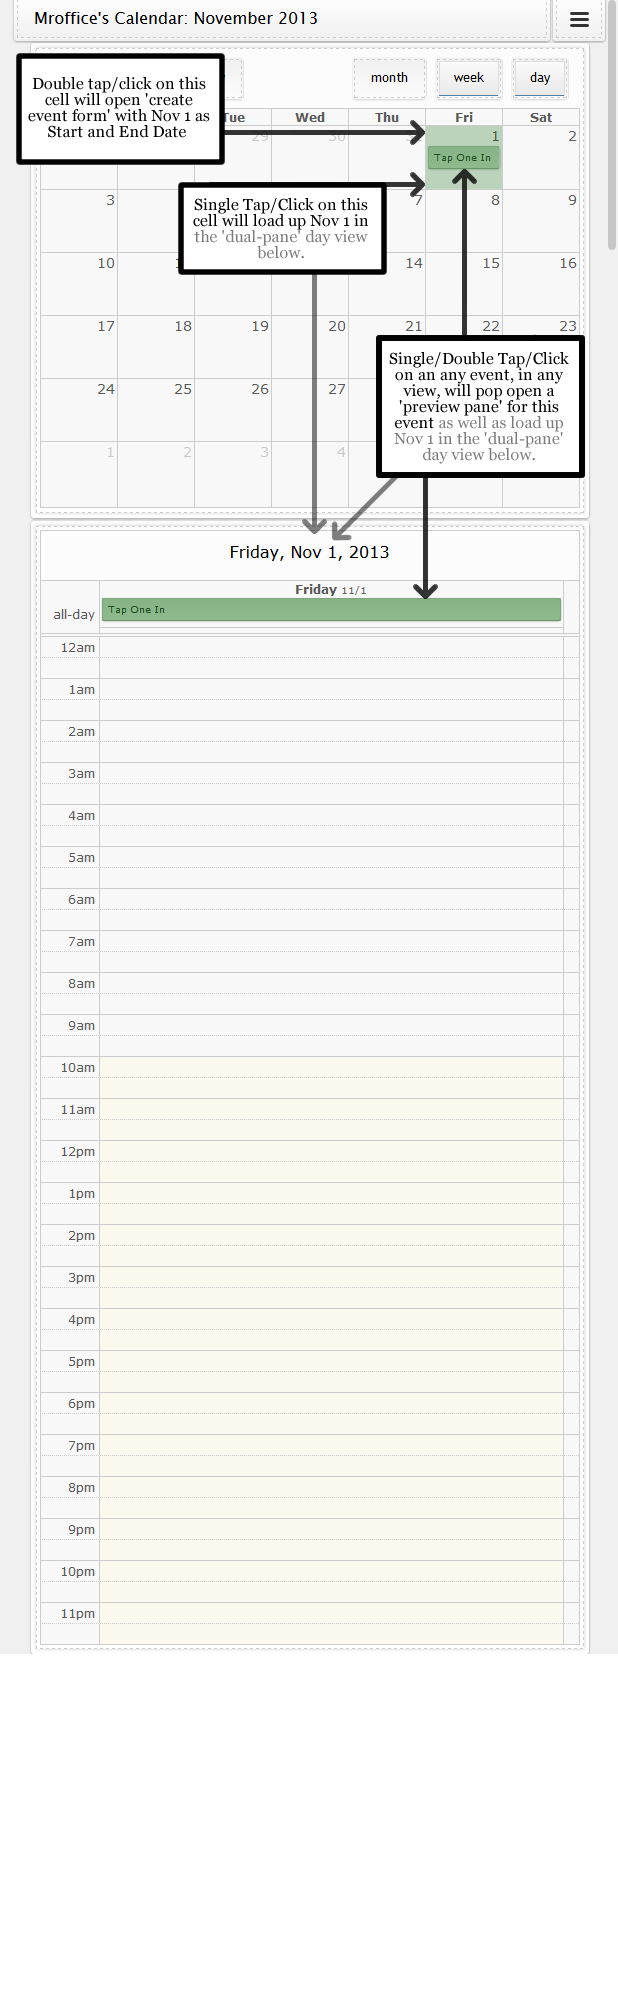 Mroffice's Calendar: November 2013
month week day
Double tap/click on this
cell will open 'create
event form' with Nov 1 as
Start and End Date
Tue Wed Thu Fri Sat
29 30 1 2
Tap One In
Single Tap/Click on this
cell will load up Nov 1 in
the 'dual-pane' day view
below.
3 7 8 9
10 14 15 16
17 18 19 20 21 22 23
Single/Double Tap/Click
on an any event, in any
view, will pop open a
'preview pane' for this
event as well as load up
Nov 1 in the 'dual-pane'
day view below.
24 25 26 27
1 2 3 4
Friday, Nov 1, 2013
Friday 11/1
all-day Tap One In
12am
1am
2am
3am
4am
5am
6am
7am
8am
9am
10am
11am
12pm
1pm
2pm
3pm
4pm
5pm
6pm
7pm
8pm
9pm
10pm
11pm